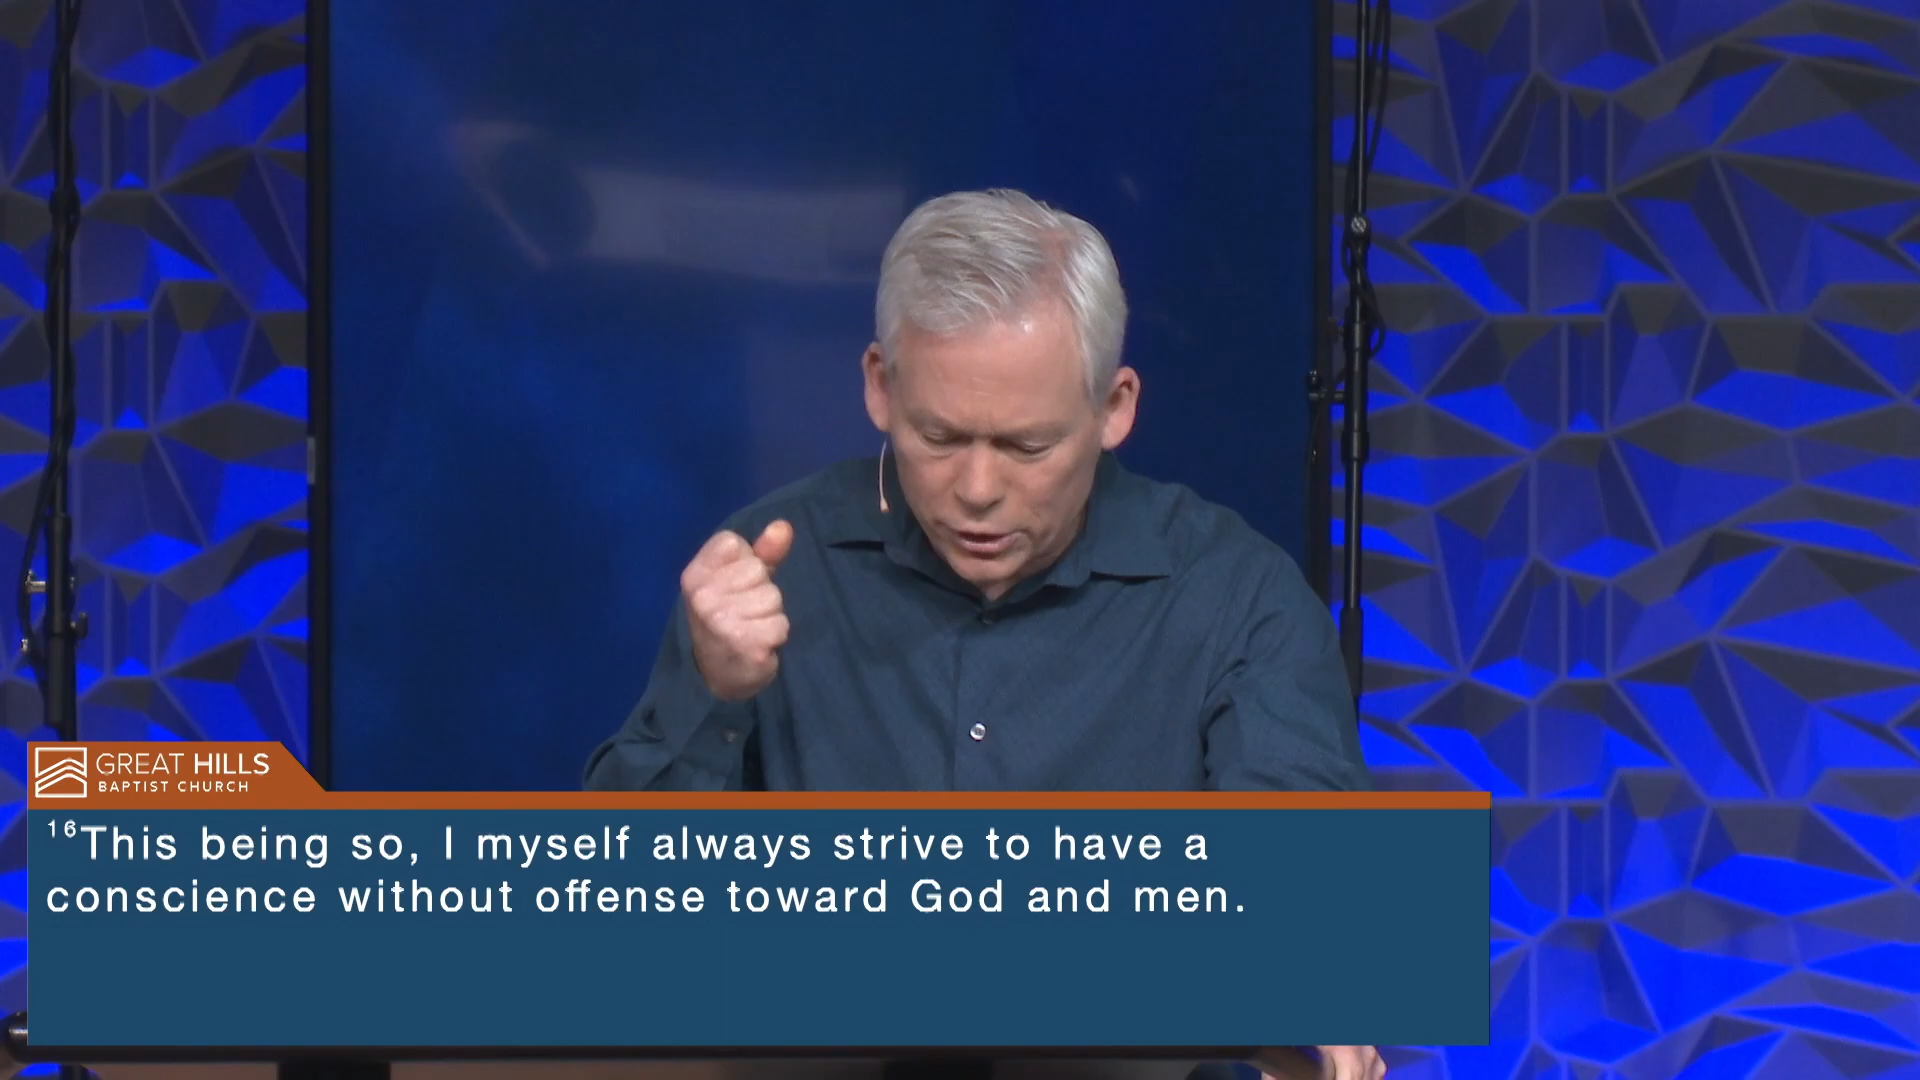 GREAT HILLS
BAPTIST CHURCH
16This being so, I myself always strive to have a
conscience without offense toward God and men.